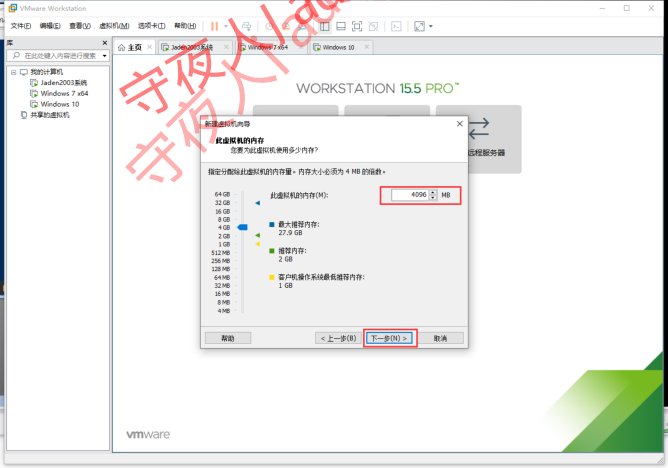 VMware Workstation
文件(F) 编辑(E) 查看(V) 虚拟机(M) 选项卡(T) 帮助(H)
库
在此处键入内容进行搜索
我的计算机
Jaden2003系统
Windows 7 x64
Windows 10
共享的虚拟机
主页
Jaden2003系统
Windows 7 x64
Windows 10
守夜人/
守夜人/
WORKSTATION 15.5 PRO™
远程服务器
新建虚拟机向导
此虚拟机的内存
您要为此虚拟机使用多少内存?
指定分配给此虚拟机的内存量。内存大小必须为 4 MB 的倍数。
此虚拟机的内存(M): 4096 MB
64 GB
32 GB
16 GB
8 GB
4 GB
2 GB
1 GB
512 MB
256 MB
128 MB
64 MB
32 MB
16 MB
8 MB
4 MB
最大推荐内存:
27.9 GB
推荐内存:
2 GB
客户机操作系统最低推荐内存:
1 GB
帮助 < 上一步(B) 下一步(N) > 取消
vmware